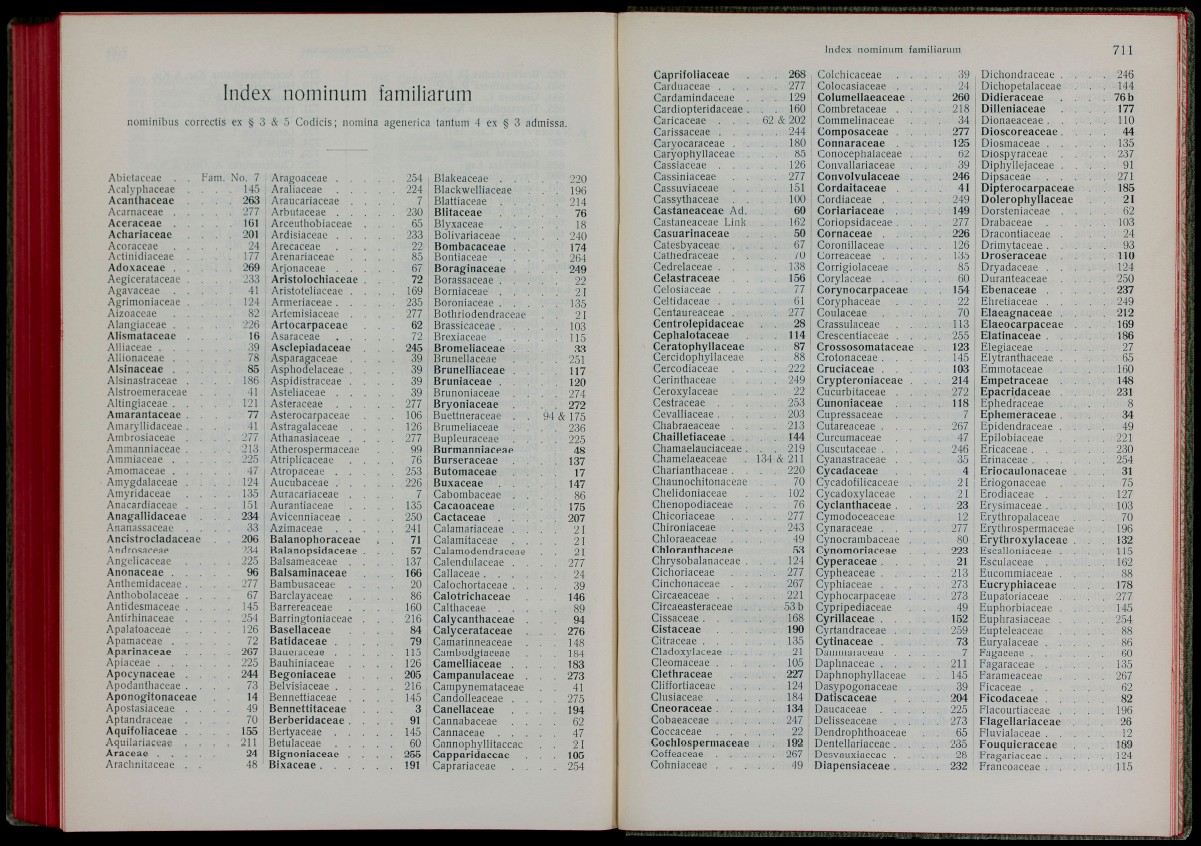 Index nominum familiarum
nominibus correctis ex § 3 & 5 Codicis; nomina agenerica tantum 4 ex § 3 admissa.
Abietaceae . . Fam. No. 7
Acalyphaceae . . . 145
Acanthaceae . . . 263
Acarnaceae . . . 277
Aceraceae . . . 161
Achariaceae . . . 201
Acoraceae . . . 24
Actinidiaceae . . . 177
Adoxaceae . . . 269
Aegicerataceae . . . 233
Agavaceae . . . 41
Agrimoniaceae . . . 124
Aizoaceae . . . 82
Alangiaceae . . . 226
Alismataceae . . . 16
Alliaceae . . . 39
Allionaceae . . . 78
Alsinaceae . . . 85
Alsinastraceae . . . 186
Alstroemeraceae . . . 41
Altingiaceae . . . 121
Amarantaceae . . . 77
Amaryllidaceae . . . 41
Ambrosiaceae . . . 277
Ammanniaceae . . . 213
Ammiaceae . . . 225
Amomaceae . . . 47
Amygdalaceae . . . 124
Amyridaceae . . . 135
Anacardiaceae . . . 151
Anagallidaceae . . . 234
Ananassaceae . . . 33
Ancistrocladaceae 206
Androsaceae . . . 234
Angelicaceae . . . 225
Anonaceae . . . 96
Anthemidaceae . . . 277
Anthobolaceae . . . 67
Antidesmaceae . . . 145
Antirhinaceae . . . 254
Apalatoaceae . . . 126
Apamaceae . . . 72
Aparinaceae . . . 267
Apiaceae . . . 225
Apocynaceae . . . 244
Apodanthaceae . . . 73
Aponogitonaceae 14
Apostasiaceae . . . 49
Aptandraceae . . . 70
Aquifoliaceae . . . 155
Aquilariaceae . . . 211
Araceae . . . 24
Arachnitaceae . . . 48
Aragoaceae . . . 254
Araliaceae . . . 224
Araucariaceae . . . 7
Arbutaceae . . . 230
Arceuthobiaceae . . . 65
Ardisiaceae . . . 233
Arecaceae . . . 22
Arenariaceae . . . 85
Arjonaceae . . . 67
Aristolochiaceae . . . 72
Aristoteliaceae . . . 169
Armeriaceae . . . 235
Artemisiaceae . . . 277
Artocarpaceae . . . 62
Asaraceae . . . 72
Asclepiadaceae . . . 245
Asparagaceae . . . 39
Asphodelaceae . . . 39
Aspidistraceae . . . 39
Asteliaceae . . . 39
Asteraceae . . . 277
Asterocarpaceae . . . 106
Astragalaceae . . . 126
Athanasiaceae . . . 277
Atherospermaceae . . . 99
Atriplicaceae . . . 76
Atropaceae . . . 253
Aucubaceae . . . 226
Auracariaceae . . . 7
Aurantiaceae . . . 135
Avicenniaceae . . . 250
Azimaceae . . . 241
Balanophoraceae . . . 71
Balanopsidaceae . . . 57
Balsameaceae . . . 137
Balsaminaceae . . . 166
Bambusaceae . . . 20
Barclayaceae . . . 86
Barrereaceae . . . 160
Barringtoniaceae . . . 216
Basellaceae . . . 84
Batidaceae . . . 79
Baueraceae . . . 115
Bauhiniaceae . . . 126
Begoniaceae . . . 205
Belvisiaceae . . . 216
Bennettiaceae . . . 145
Bennettitaceae . . . 3
Berberidaceae . . . 91
Bertyaceae . . . 145
Betulaceae . . . 60
Bignoniaceae . . . 255
Bixaceae . . . 191
Blakeaceae . . . 220
Blackwelliaceae . . . 196
Blattiaceae . . . 214
Blitaceae . . . 76
Blyxaceae . . . 18
Bolivariaceae . . . 240
Bombacaceae . . . 174
Bontiaceae . . . 264
Boraginaceae . . . 249
Borassaceae . . . 22
Borniaceae . . . 21
Boroniaceae . . . 135
Bothriodendraceae 21
Brassicaceae . . . 103
Brexiaceae . . . 115
Bromeliaceae . . . 33
Brunellaceae . . . 251
Brunelliaceae . . . 117
Bruniaceae . . . 120
Brunoniaceae . . . 274
Bryoniaceae . . . 272
Buettneraceae . 94 & 175
Brumeliaceae . . . 236
Bupleuraceae . . . 225
Burmanniaceae . . . 48
Burseraceae . . . 137
Butomaceae . . . 17
Buxaceae . . . 147
Cabombaceae . . . 86
Cacaoaceae . . . 175
Cactaceae . . . 207
Calamariaceae . . . 21
Calamitaceae . . . 21
Calamodendraceae 21
Calendulaceae . . . 277
Callaceae . . . 24
Calochortaceae . . . 39
Calotrichaceae . . . 146
Calthaceae . . . 89
Calycanthaceae . . . 94
Calycerataceae . . . 276
Camarinneaceae . . . 148
Cambodgiaceae . . . 184
Camelliaceae . . . 183
Campanulaceae . . . 273
Campynemataceae 41
Candolleaceae . . . 275
Canellaceae . . . 194
Cannabaceae . . . 62
Cannaceae . . . 47
Cannophyllitaceae 21
Capparidaceae . . . 105
Caprariaceae . . . 254
Index nominum familiarum 711
Caprifoliaceae . . . 268
Carduaceae . . . 277
Cardamindaceae . . . 129
Cardiopteridaceae . . . 160
Caricaceae . . . 62 & 202
Carissaceae . . . 244
Caryocaraceae . . . 180
Caryophyllaceae . . . 85
Cassiaceae . . . 126
Cassiniaceae . . . 277
Cassuviaceae . . . 151
Cassythaceae . . . 100
Castaneaceae Ad. 60
Castaneaceae Link 162
Casuarinaceae . . . 50
Catesbyaceae . . . 67
Cathedraceae . . . 70
Cedrelaceae . . . 138
Celastraceae . . . 156
Celosiaceae . . . 77
Celtidaceae . . . 61
Centaureaceae . . . 277
Centrolepidaceae . . . 28
Cephalotaceae . . . 114
Ceratophyllaceae . . . 87
Cercidophyllaceae . . . 88
Cercodiaceae . . . 222
Cerinthaceae . . . 249
Ceroxylaceae . . . 22
Cestraceae . . . 253
Cevalliaceae . . . 203
Chabraeaceae . . . 213
Chailletiaceae . . . 144
Chamaelauciaceae . . . 219
Chamelaeaceae . 134 & 211
Charianthaceae . . . 220
Chaunochitonaceae 70
Chelidoniaceae . . . 102
Chenopodiaceae . . . 76
Chicoriaceae . . . 277
Chironiaceae . . . 243
Chloraeaceae . . . 49
Chloranthaceae . . . 53
Chrysobalanaceae . . . 124
Cichoriaceae . . . 277
Cinchonaceae . . . 267
Circaeaceae . . . 221
Circaeasteraceae . . . 53 b
Cissaceae . . . 168
Cistaceae . . . 190
Citraceae . . . 135
Cladoxylaceae . . . 21
Cleomaceae . . . 105
Clethraceae . . . 227
Cliffortiaceae . . . 124
Clusiaceae . . . 184
Cneoraceae . . . 134
Cobaeaceae . . . 247
Coccaceae . . . 22
Cochlospermaceae . . . 192
Coffeaceae . . . 267
Cohniaceae . . . 49
Colchicaceae . . . 39
Colocasiaceae . . . 24
Columellaeaceae . . . 260
Combretaceae . . . 218
Commelinaceae . . . 34
Composaceae . . . 277
Connaraceae . . . 125
Conocephalaceae . . . 62
Convallariaceae . . . 39
Convolvulaceae . . . 246
Cordaitaceae . . . 41
Cordiaceae . . . 249
Coriariaceae . . . 149
Coriopsidaceae . . . 277
Cornaceae . . . 226
Coronillaceae . . . 126
Correaceae . . . 135
Corrigiolaceae . . . 85
Corylaceae . . . 60
Corynocarpaceae . . . 154
Coryphaceae . . . 22
Coulaceae . . . 70
Crassulaceae . . . 113
Crescentiaceae . . . 255
Crossosomataceae . . . 123
Crotonaceae . . . 145
Cruciaceae . . . 103
Crypteroniaceae . . . 214
Cucurbitaceae . . . 272
Cunoniaceae . . . 118
Cupressaceae . . . 7
Cutareaceae . . . 267
Curcumaceae . . . 47
Cuscutaceae . . . 246
Cyanastraceae . . . 35
Cycadaceae . . . 4
Cycadofilicaceae . . . 21
Cycadoxylaceae . . . 21
Cyclanthaceae . . . 23
Cymodoceaceae . . . 12
Cynaraceae . . . 277
Cynocrambaceae . . . 80
Cynomoriaceae . . . 223
Cyperaceae . . . 21
Cypheaceae . . . 213
Cyphiaceae . . . 273
Cyphocarpaceae . . . 273
Cypripediaceae . . . 49
Cyrillaceae . . . 152
Cyrtandraceae . . . 259
Cytinaceae . . . 73
Dammaraceae . . . 7
Daphnaceae . . . 211
Daphnophyllaceae 145
Dasypogonaceae . . . 39
Datiscaceae . . . 204
Daucaceae . . . 225
Delisseaceae . . . 273
Dendrophthoaceae 65
Dentellariaceae . . . 235
Desvouxiaceae . . . 28
Diapensiaceae . . . 232
Dichondraceae . . . 246
Dichopetalaceae . . . 144
Didieraceae . . . 76 b
Dilleniaceae . . . 177
Dionaeaceae . . . 110
Dioscoreaceae . . . 44
Diosmaceae . . . 135
Diospyraceae . . . 237
Diphyllejaceae . . . 91
Dipsaceae . . . 271
Dipterocarpaceae 185
Dolerophyllaceae 21
Dorsteniaceae . . . 62
Drabaceae . . . 103
Dracontiaceae . . . 24
Drimytaceae . . . 93
Droseraceae . . . 110
Dryadaceae . . . 124
Duranteaceae . . . 250
Ebenaceae . . . 237
Ehretiaceae . . . 249
Elaeagnaceae . . . 212
Elaeocarpaceae . . . 169
Elatinaceae . . . 186
Elegiaceae . . . 27
Elytranthaceae . . . 65
Emmotaceae . . . 160
Empetraceae . . . 148
Epacridaceae . . . 231
Ephedraceae . . . 8
Ephemeraceae . . . 34
Epidendraceae . . . 49
Epilobiaceae . . . 221
Ericaceae . . . 230
Erinaceae . . . 254
Eriocaulonaceae . . . 31
Eriogonaceae . . . 75
Erodiaceae . . . 127
Erysimaceae . . . 103
Erythropalaceae . . . 70
Erythrospermaceae 196
Erythroxylaceae . . . 132
Escalloniaceae . . . 115
Esculaceae . . . 162
Eucommiaceae . . . 88
Eucryphiaceae . . . 178
Eupatoriaceae . . . 277
Euphorbiaceae . . . 145
Euphrasiaceae . . . 254
Eupteleaceae . . . 88
Euryalaceae . . . 86
Fagaceae . . . 60
Fagaraceae . . . 135
Farameaceae . . . 267
Ficaceae . . . 62
Ficodaceae . . . 82
Flacourtiaceae . . . 196
Flagellariaceae . . . 26
Fluvialaceae . . . 12
Fouquieraceae . . . 189
Fragariaceae . . . 124
Francoaceae . . . 115